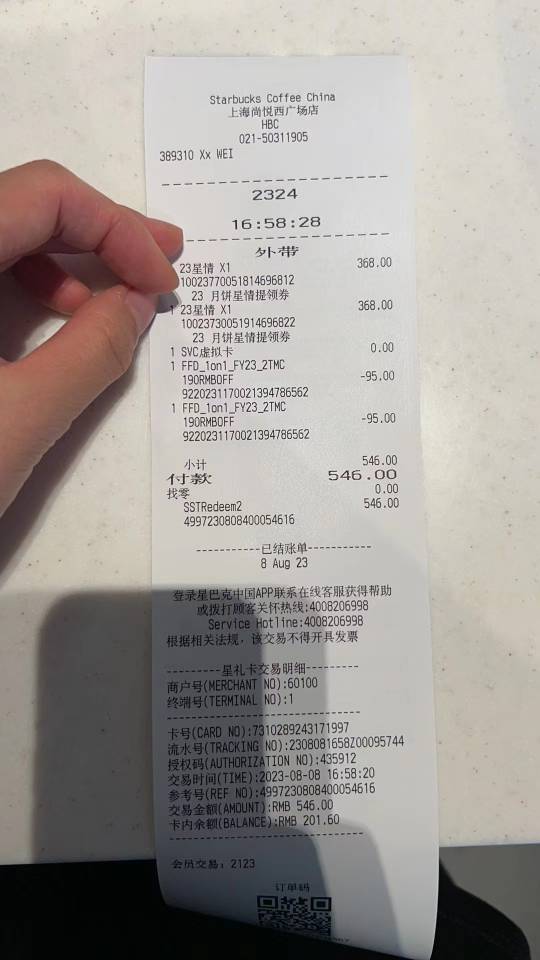 Starbucks Coffee China
上海尚悦西广场店
HBC
021-50311905
389310 Xx WEI
2324
16:58:28
外带
23星情 X1 368.00
10023770051814696812
23 月饼星情提领券
1 23星情 X1 368.00
10023730051914696822
23 月饼星情提领券
1 SVC虚拟卡 0.00
1 FFD_1on1_FY23_2TMC
190RMBOFF -95.00
9220231170021394786562
1 FFD_1on1_FY23_2TMC
190RMBOFF -95.00
9220231170021394786562
小计 546.00
付款 546.00
找零 0.00
SSTRedeem2 546.00
4997230808400054616
-----------已结账单-----------
8 Aug 23
登录星巴克中国APP联系在线客服获得帮助
或拨打顾客关怀热线:4008206998
Service Hotline:4008206998
根据相关法规，该交易不得开具发票
---------星礼卡交易明细---------
商户号(MERCHANT NO):60100
终端号(TERMINAL NO):1
卡号(CARD NO):7310289243171997
流水号(TRACKING NO):2308081658Z00095744
授权码(AUTHORIZATION NO):435912
交易时间(TIME):2023-08-08 16:58:20
参考号(REF NO):4997230808400054616
交易金额(AMOUNT):RMB 546.00
卡内余额(BALANCE):RMB 201.60
会员交易：2123
订单码